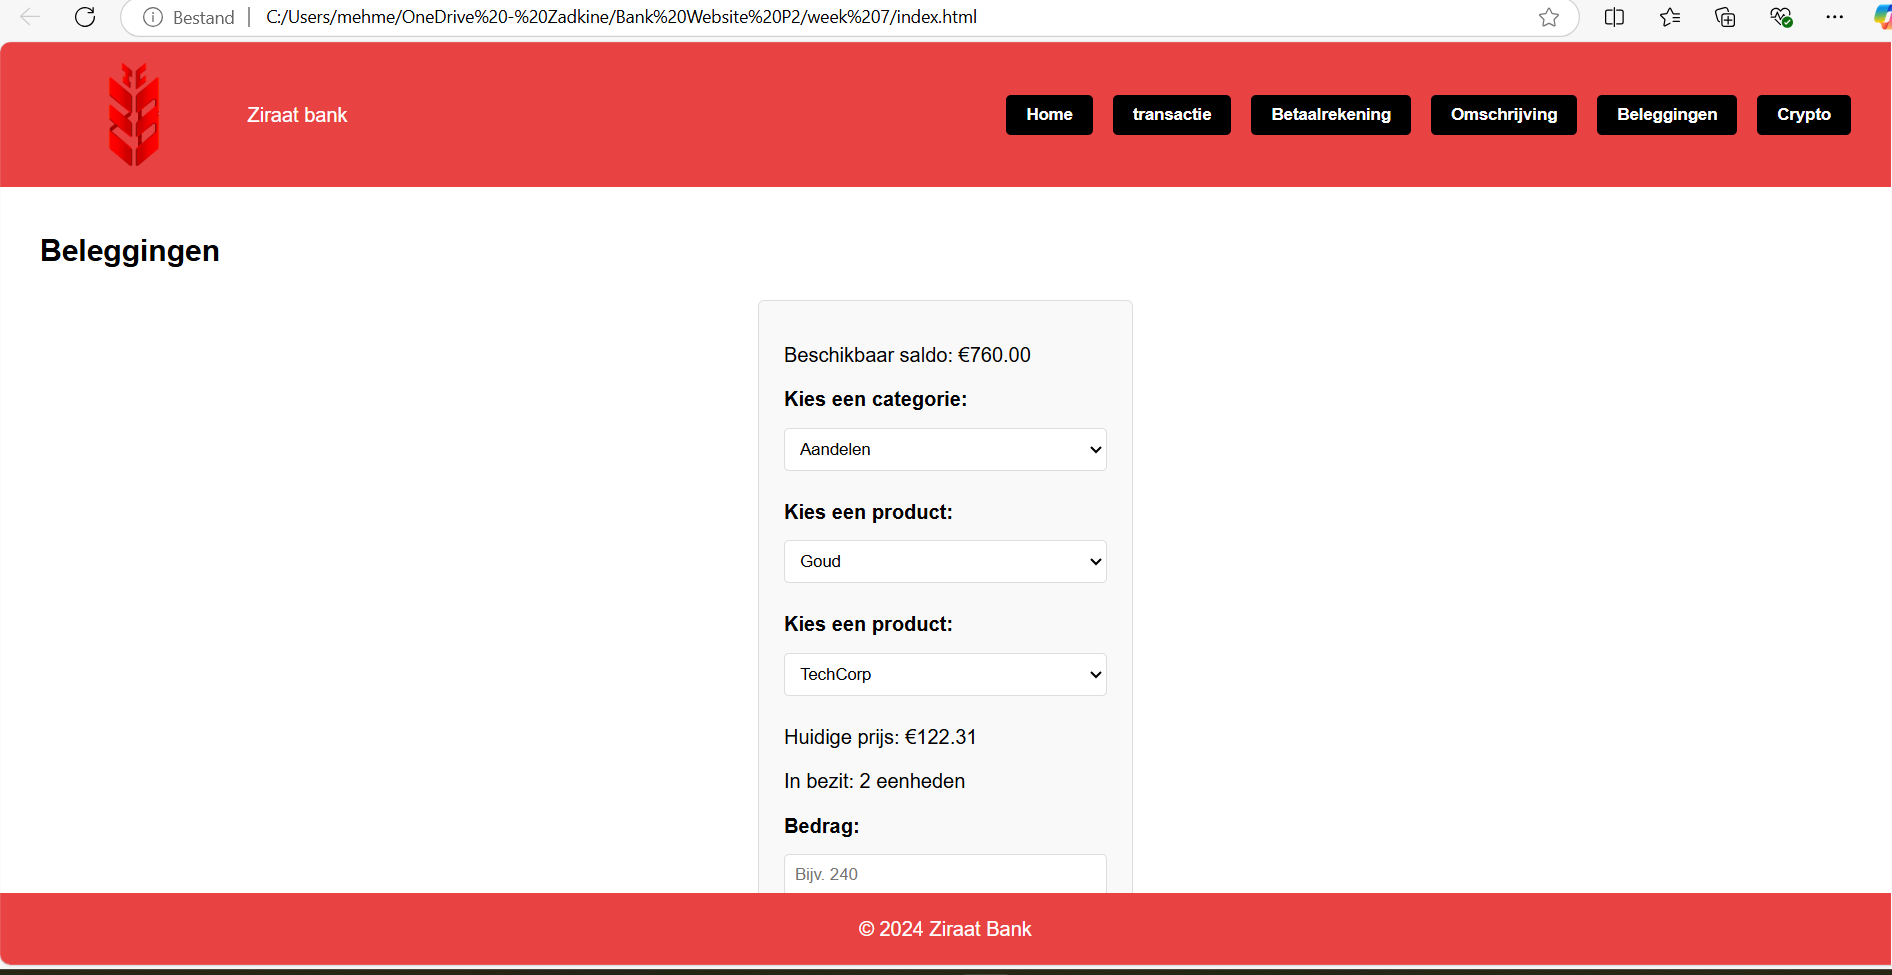 Bestand | C:/Users/mehme/OneDrive%20-%20Zadkine/Bank%20Website%20P2/week%207/index.html
Ziraat bank
Home transactie Betaalrekening Omschrijving Beleggingen Crypto
Beleggingen
Beschikbaar saldo: €760.00
Kies een categorie:
Aandelen
Kies een product:
Goud
Kies een product:
TechCorp
Huidige prijs: €122.31
In bezit: 2 eenheden
Bedrag:
Bijv. 240
© 2024 Ziraat Bank